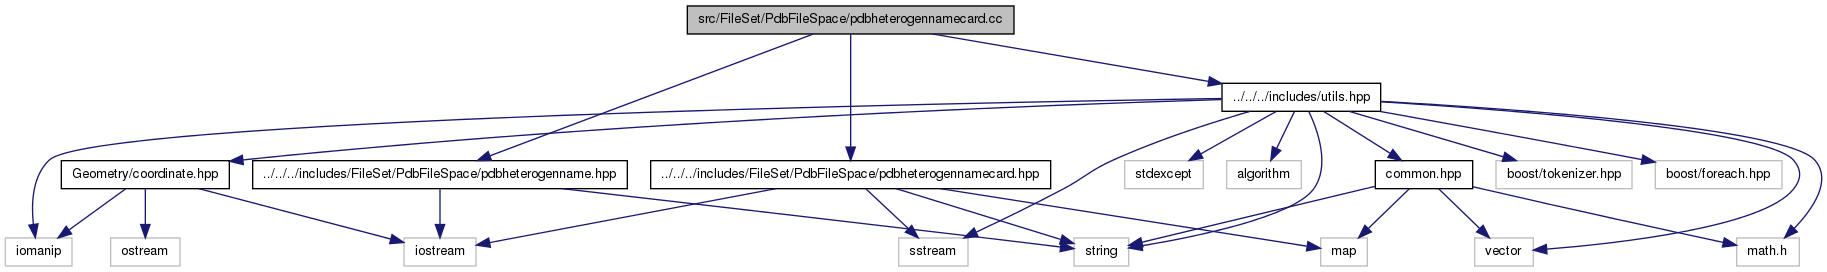 src/FileSet/PdbFileSpace/pdbheterogennamecard.cc
../../../includes/utils.hpp
Geometry/coordinate.hpp
../../../includes/FileSet/PdbFileSpace/pdbheterogenname.hpp
../../../includes/FileSet/PdbFileSpace/pdbheterogennamecard.hpp
stdexcept
algorithm
common.hpp
boost/tokenizer.hpp
boost/foreach.hpp
iomanip
ostream
iostream
sstream
string
map
vector
math.h